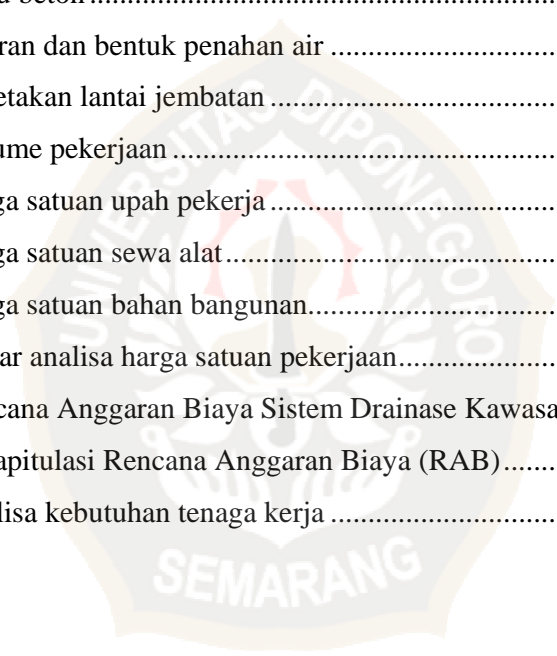 beton ..........................................................
ran dan bentuk penahan air ...................................
etakan lantai jembatan ...........................................
ume pekerjaan .......................................................
ga satuan upah pekerja ...........................................
ga satuan sewa alat.................................................
ga satuan bahan bangunan.....................................
ar analisa harga satuan pekerjaan.........................
cana Anggaran Biaya Sistem Drainase Kawasa
apitulasi Rencana Anggaran Biaya (RAB).......
lisa kebutuhan tenaga kerja ...................................
UNIVERSITAS DIPONEGORO
SEMARANG